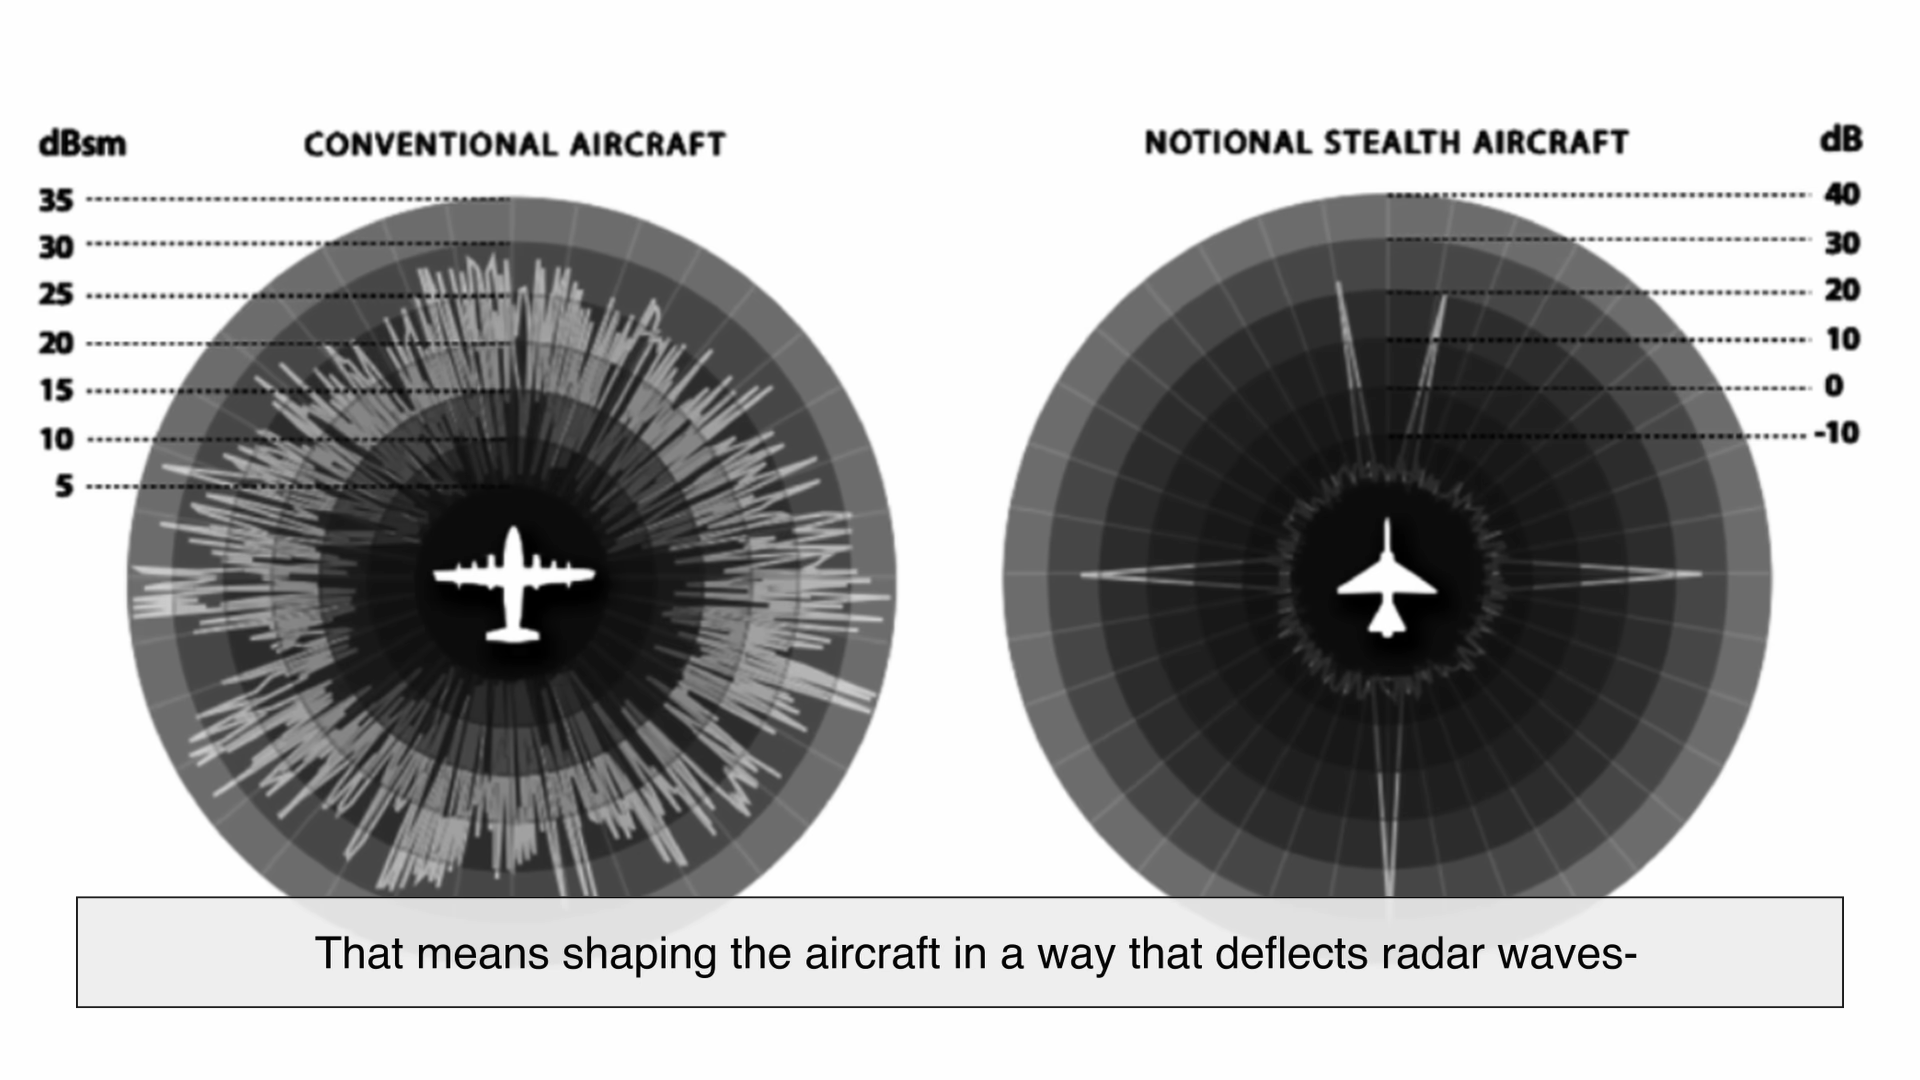 dBsm
CONVENTIONAL AIRCRAFT
35
30
25
20
15
10
5
NOTIONAL STEALTH AIRCRAFT
dB
40
30
20
10
0
-10
That means shaping the aircraft in a way that deflects radar waves-